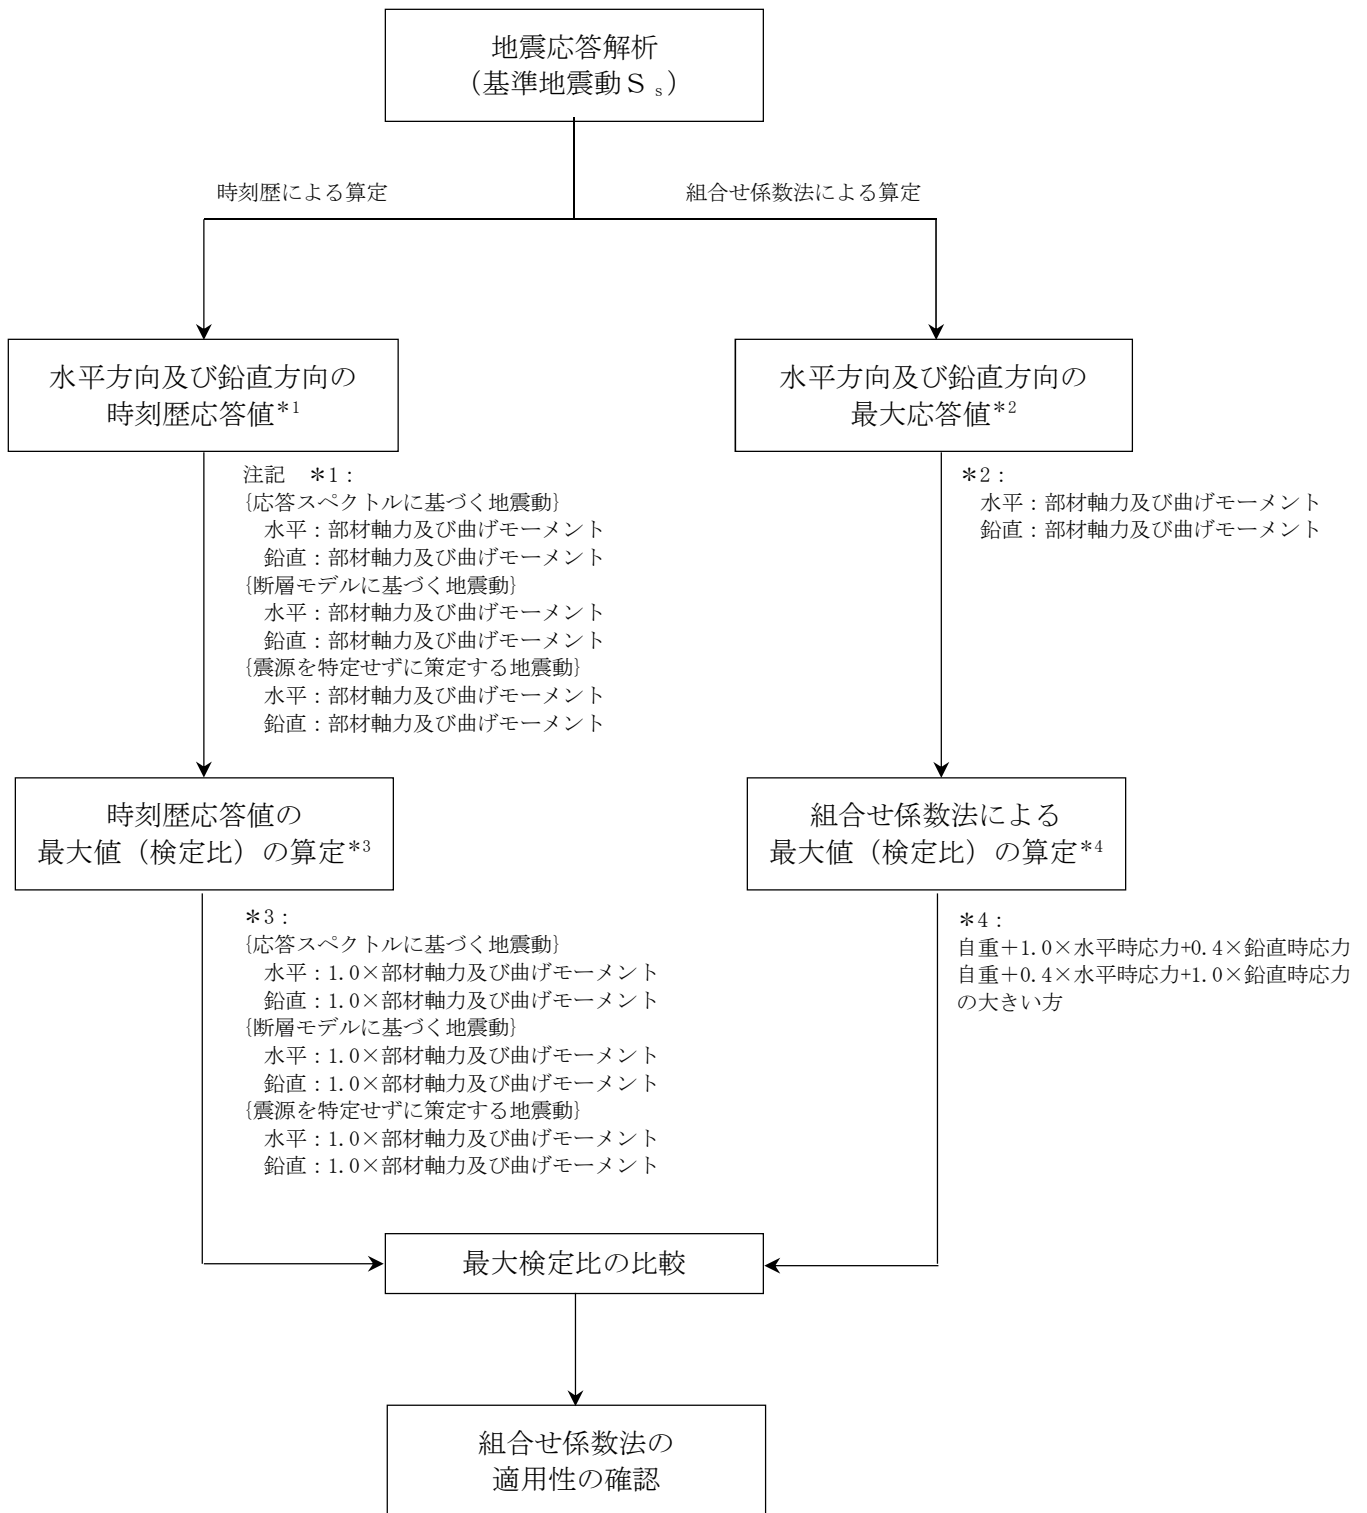 地震応答解析
（基準地震動Ｓs）
時刻歴による算定
組合せ係数法による算定
水平方向及び鉛直方向の
時刻歴応答値*1
水平方向及び鉛直方向の
最大応答値*2
注記　＊1：
{応答スペクトルに基づく地震動}
水平：部材軸力及び曲げモーメント
鉛直：部材軸力及び曲げモーメント
{断層モデルに基づく地震動}
水平：部材軸力及び曲げモーメント
鉛直：部材軸力及び曲げモーメント
{震源を特定せずに策定する地震動}
水平：部材軸力及び曲げモーメント
鉛直：部材軸力及び曲げモーメント
＊2：
水平：部材軸力及び曲げモーメント
鉛直：部材軸力及び曲げモーメント
時刻歴応答値の
最大値（検定比）の算定*3
組合せ係数法による
最大値（検定比）の算定*4
＊3：
{応答スペクトルに基づく地震動}
水平：1.0×部材軸力及び曲げモーメント
鉛直：1.0×部材軸力及び曲げモーメント
{断層モデルに基づく地震動}
水平：1.0×部材軸力及び曲げモーメント
鉛直：1.0×部材軸力及び曲げモーメント
{震源を特定せずに策定する地震動}
水平：1.0×部材軸力及び曲げモーメント
鉛直：1.0×部材軸力及び曲げモーメント
＊4：
自重＋1.0×水平時応力+0.4×鉛直時応力
自重＋0.4×水平時応力+1.0×鉛直時応力
の大きい方
最大検定比の比較
組合せ係数法の
適用性の確認